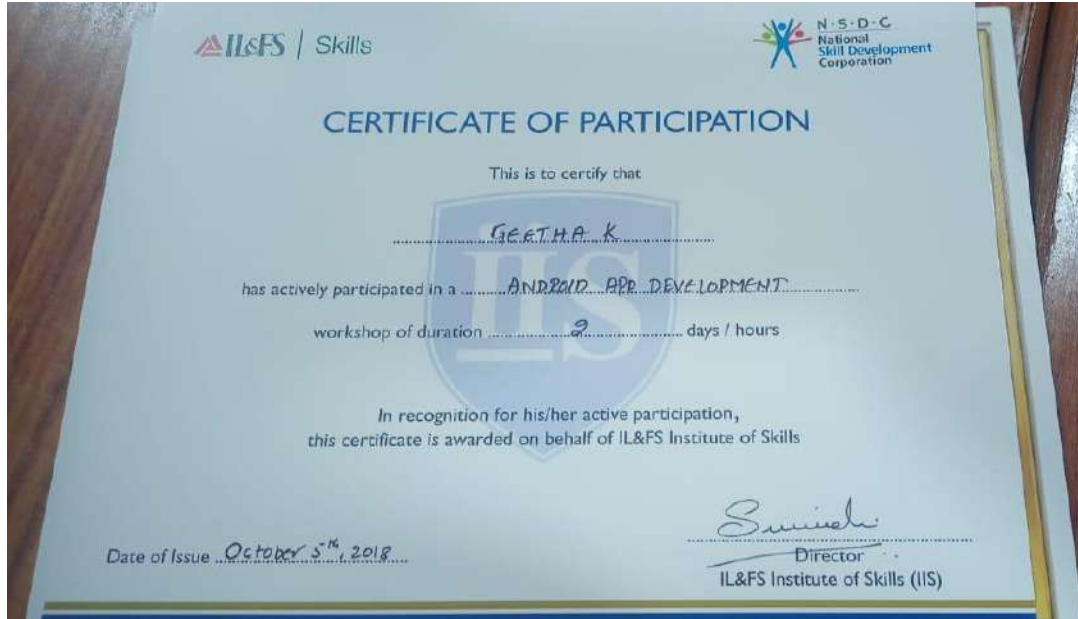 IL&FS | Skills
N·S·D·C
National
Skill Development
Corporation
CERTIFICATE OF PARTICIPATION
This is to certify that
GEETHA K
has actively participated in a ANDROID APP DEVELOPMENT
workshop of duration 2 days / hours
IIS
In recognition for his/her active participation,
this certificate is awarded on behalf of IL&FS Institute of Skills
Date of Issue October 5th, 2018
Director
IL&FS Institute of Skills (IIS)